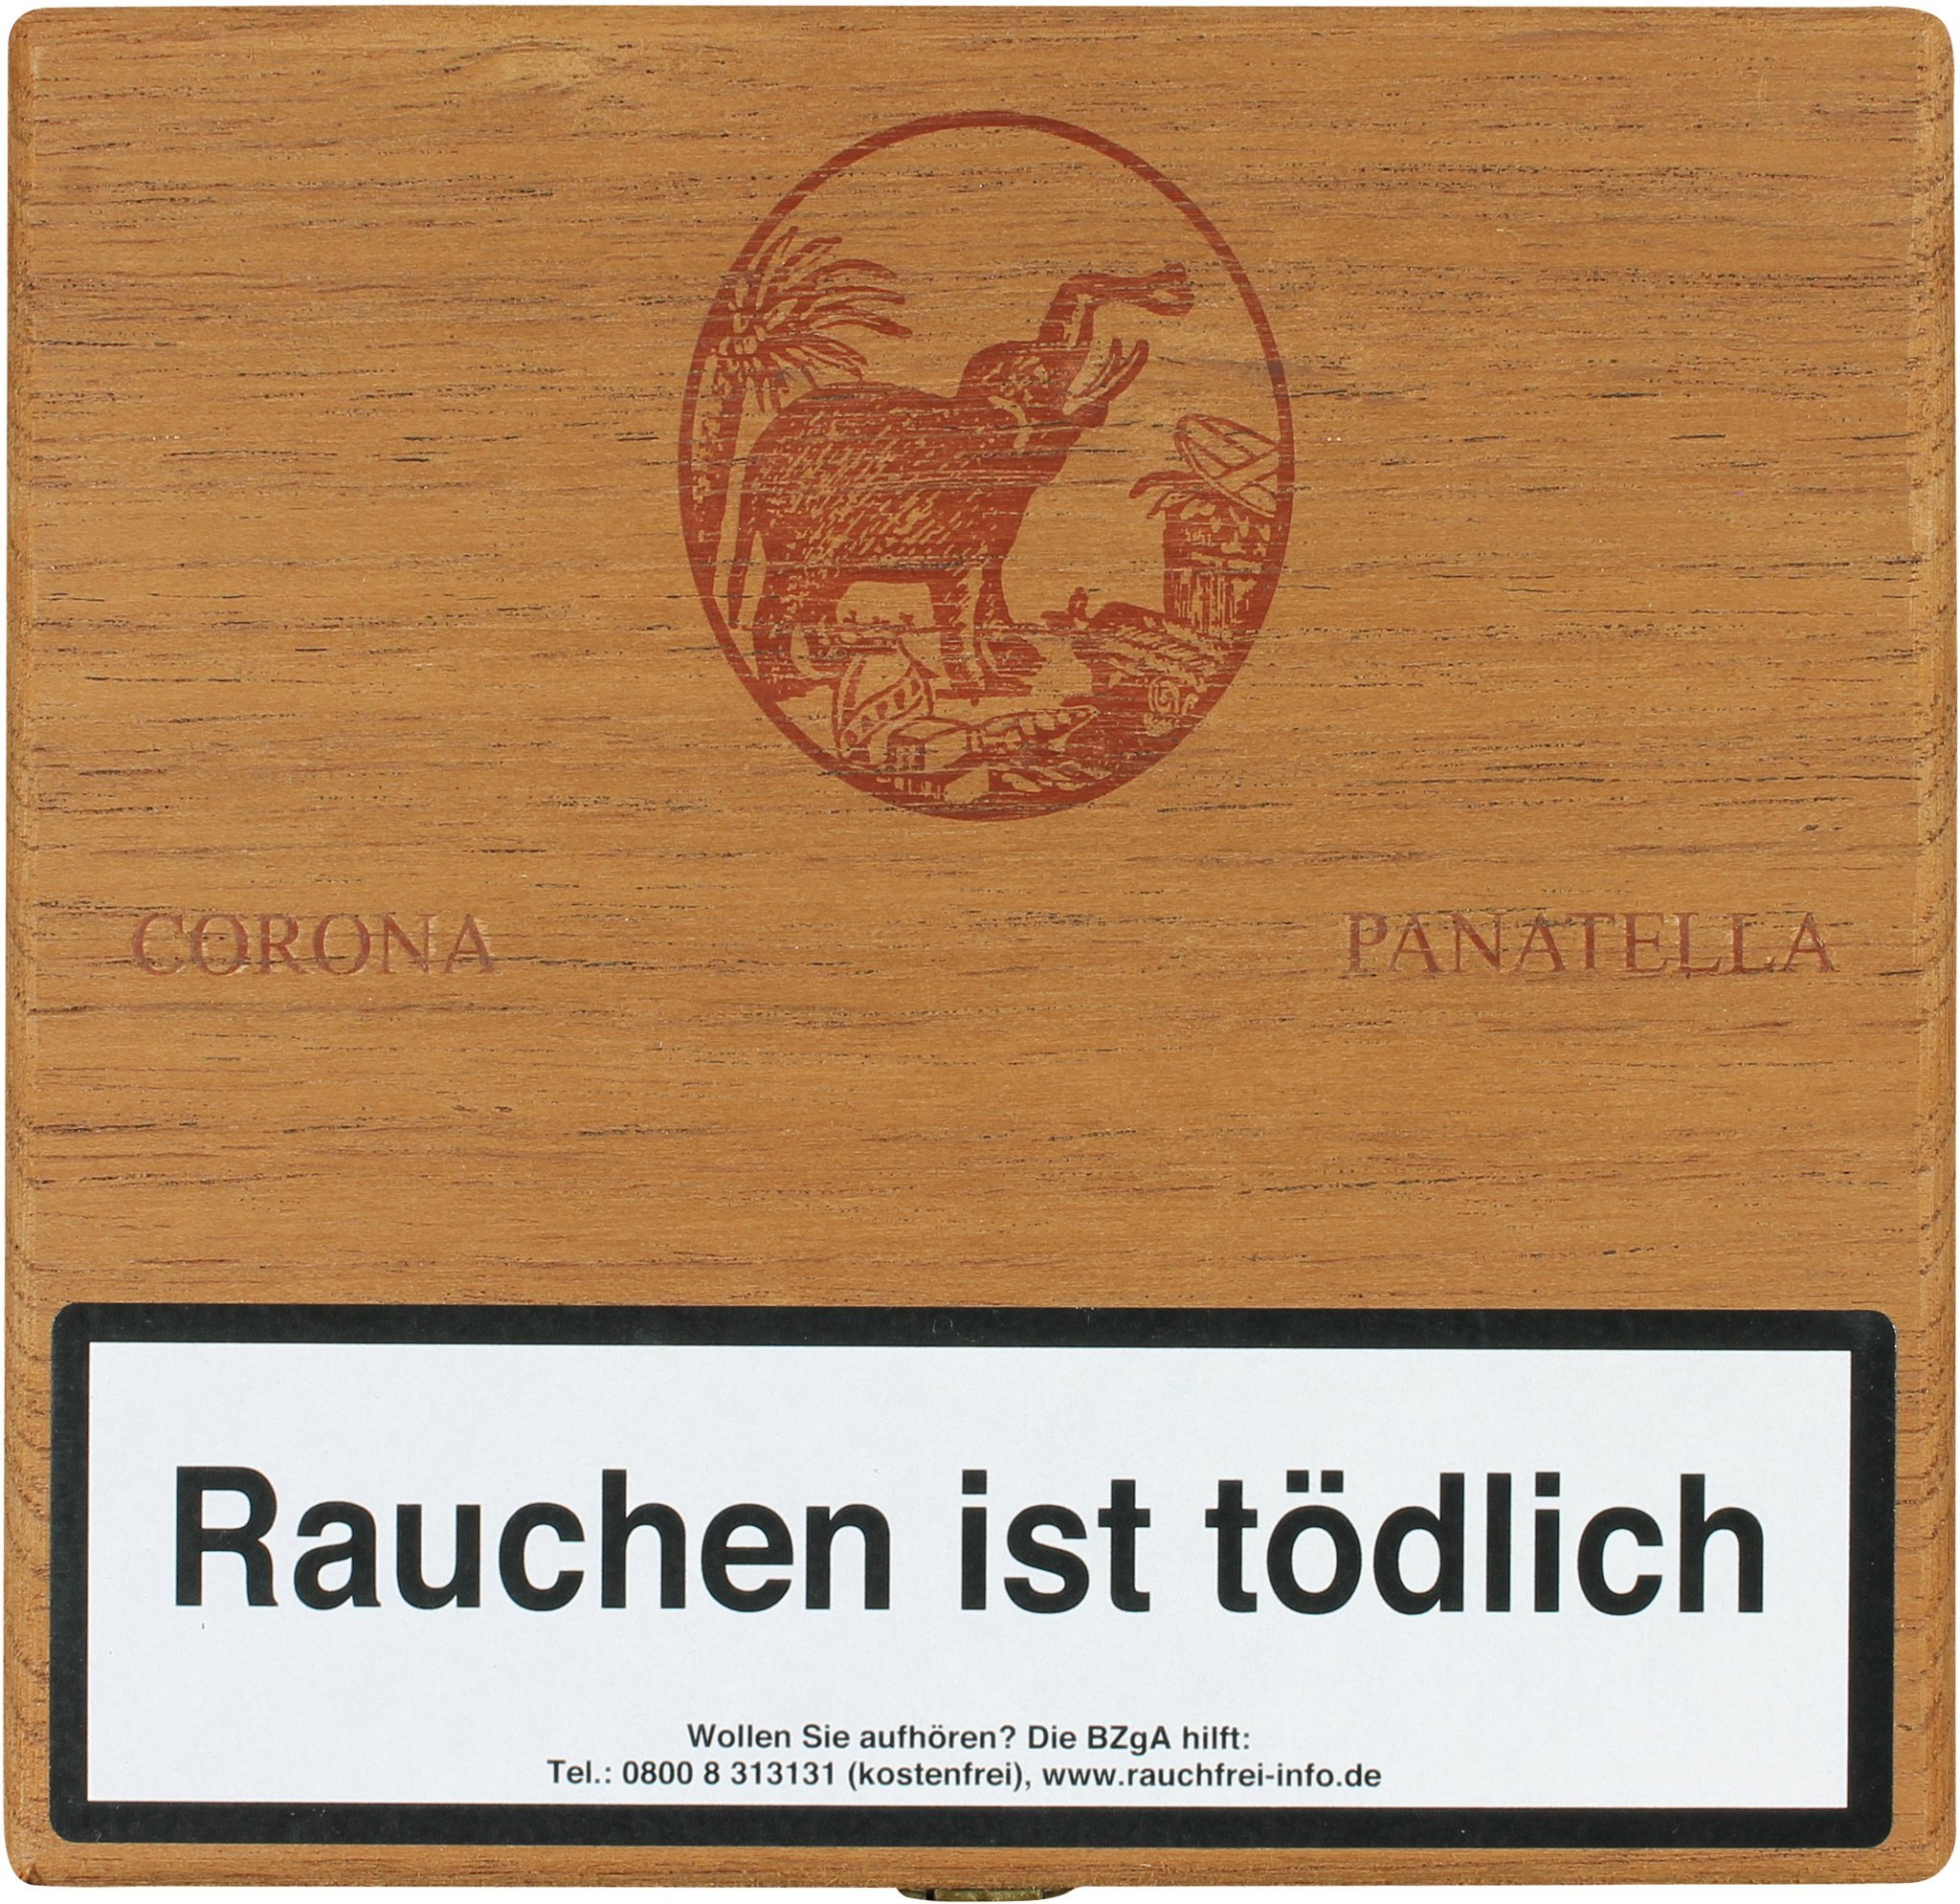 CORONA PANATELLA
Rauchen ist tödlich
Wollen Sie aufhören? Die BZgA hilft:
Tel.: 0800 8 313131 (kostenfrei), www.rauchfrei-info.de